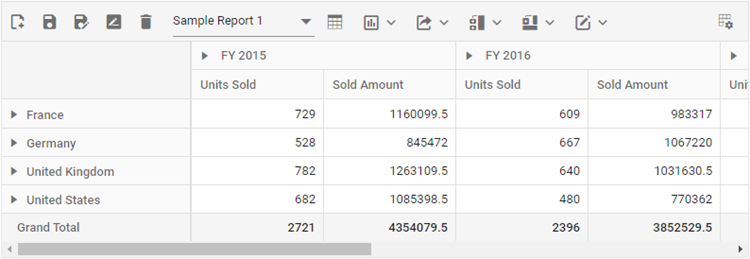 Sample Report 1
FY 2015 FY 2016
Units Sold Sold Amount Units Sold Sold Amount Uni
France 729 1160099.5 609 983317
Germany 528 845472 667 1067220
United Kingdom 782 1263109.5 640 1031630.5
United States 682 1085398.5 480 770362
Grand Total 2721 4354079.5 2396 3852529.5